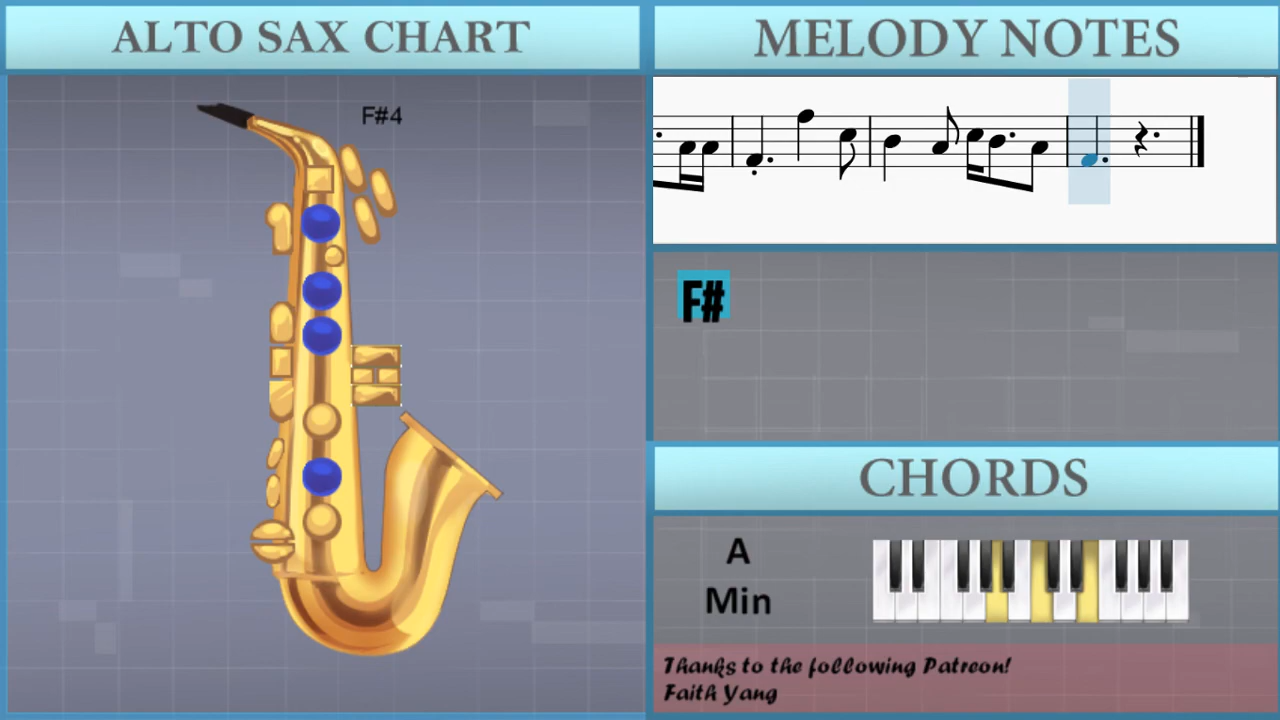 ALTO SAX CHART
F#4
MELODY NOTES
F#
CHORDS
A
Min
Thanks to the following Patreon!
Faith Yang